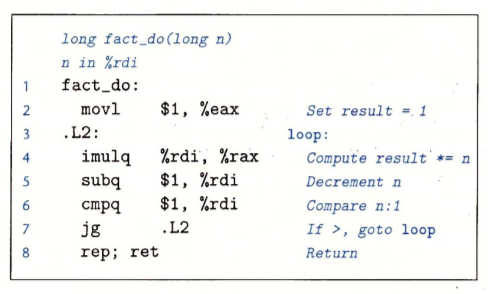 long fact_do(long n)
n in %rdi
1 fact_do:
2 movl $1, %eax Set result = 1
3 .L2: loop:
4 imulq %rdi, %rax Compute result *= n
5 subq $1, %rdi Decrement n
6 cmpq $1, %rdi Compare n:1
7 jg .L2 If >, goto loop
8 rep; ret Return